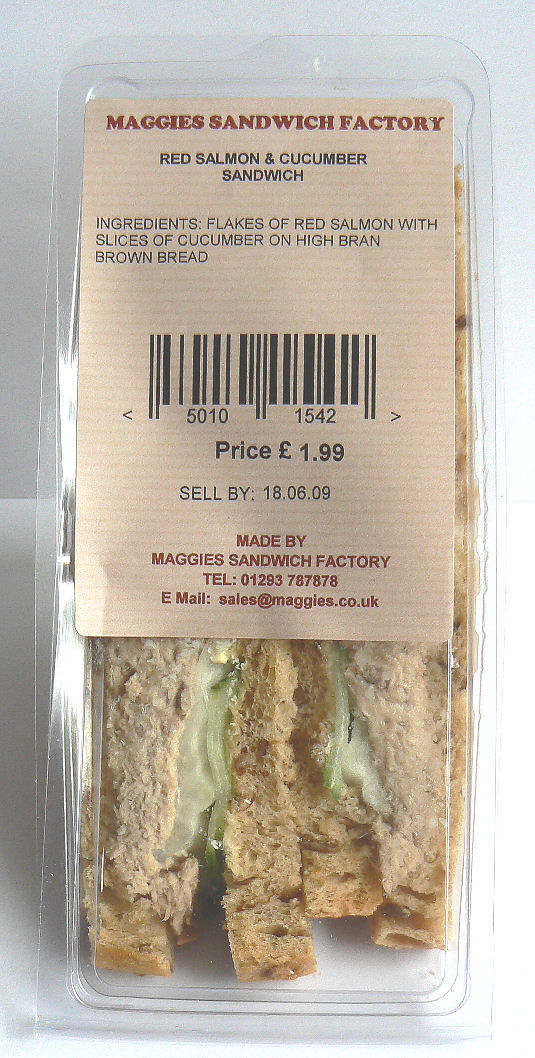 MAGGIES SANDWICH FACTORY
RED SALMON & CUCUMBER
SANDWICH
INGREDIENTS: FLAKES OF RED SALMON WITH
SLICES OF CUCUMBER ON HIGH BRAN
BROWN BREAD
< 5010 1542 >
Price £ 1.99
SELL BY: 18.06.09
MADE BY
MAGGIES SANDWICH FACTORY
TEL: 01293 787878
E Mail: sales@maggies.co.uk